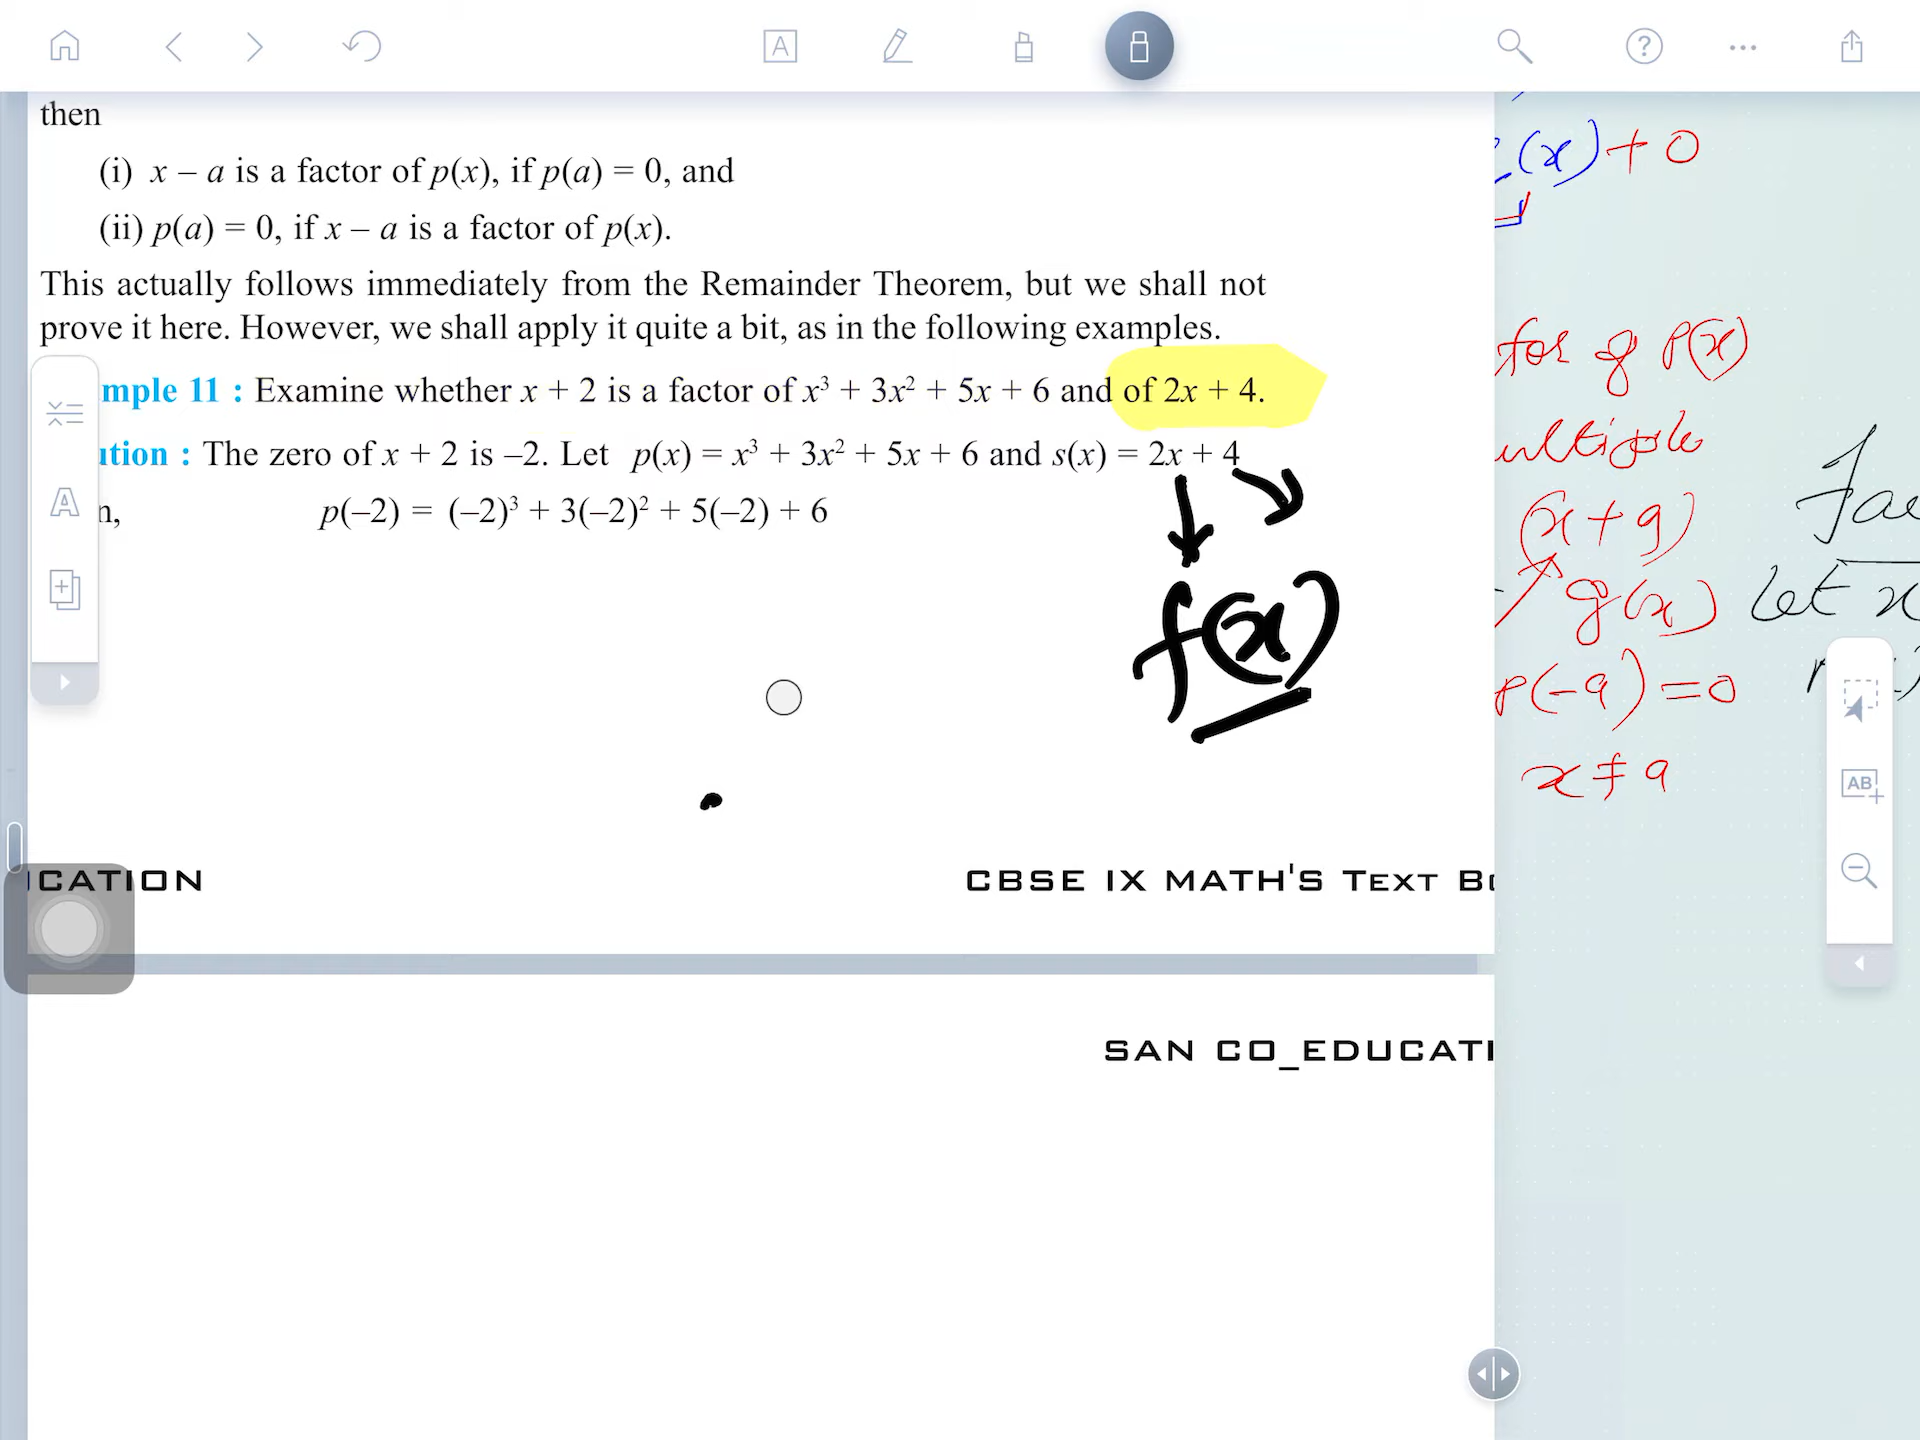 then
(i) x – a is a factor of p(x), if p(a) = 0, and
(ii) p(a) = 0, if x – a is a factor of p(x).
This actually follows immediately from the Remainder Theorem, but we shall not
prove it here. However, we shall apply it quite a bit, as in the following examples.
mple 11 : Examine whether x + 2 is a factor of x³ + 3x² + 5x + 6 and of 2x + 4.
ution : The zero of x + 2 is –2. Let p(x) = x³ + 3x² + 5x + 6 and s(x) = 2x + 4
n, p(–2) = (–2)³ + 3(–2)² + 5(–2) + 6
f(x)
CATION
CBSE IX MATH'S TEXT B
SAN CO_EDUCATI
(x) + 0
for of p(x)
ultiple
(x + a)
g(x)
p(-a) = 0
Fac
Let x
AB
A
A